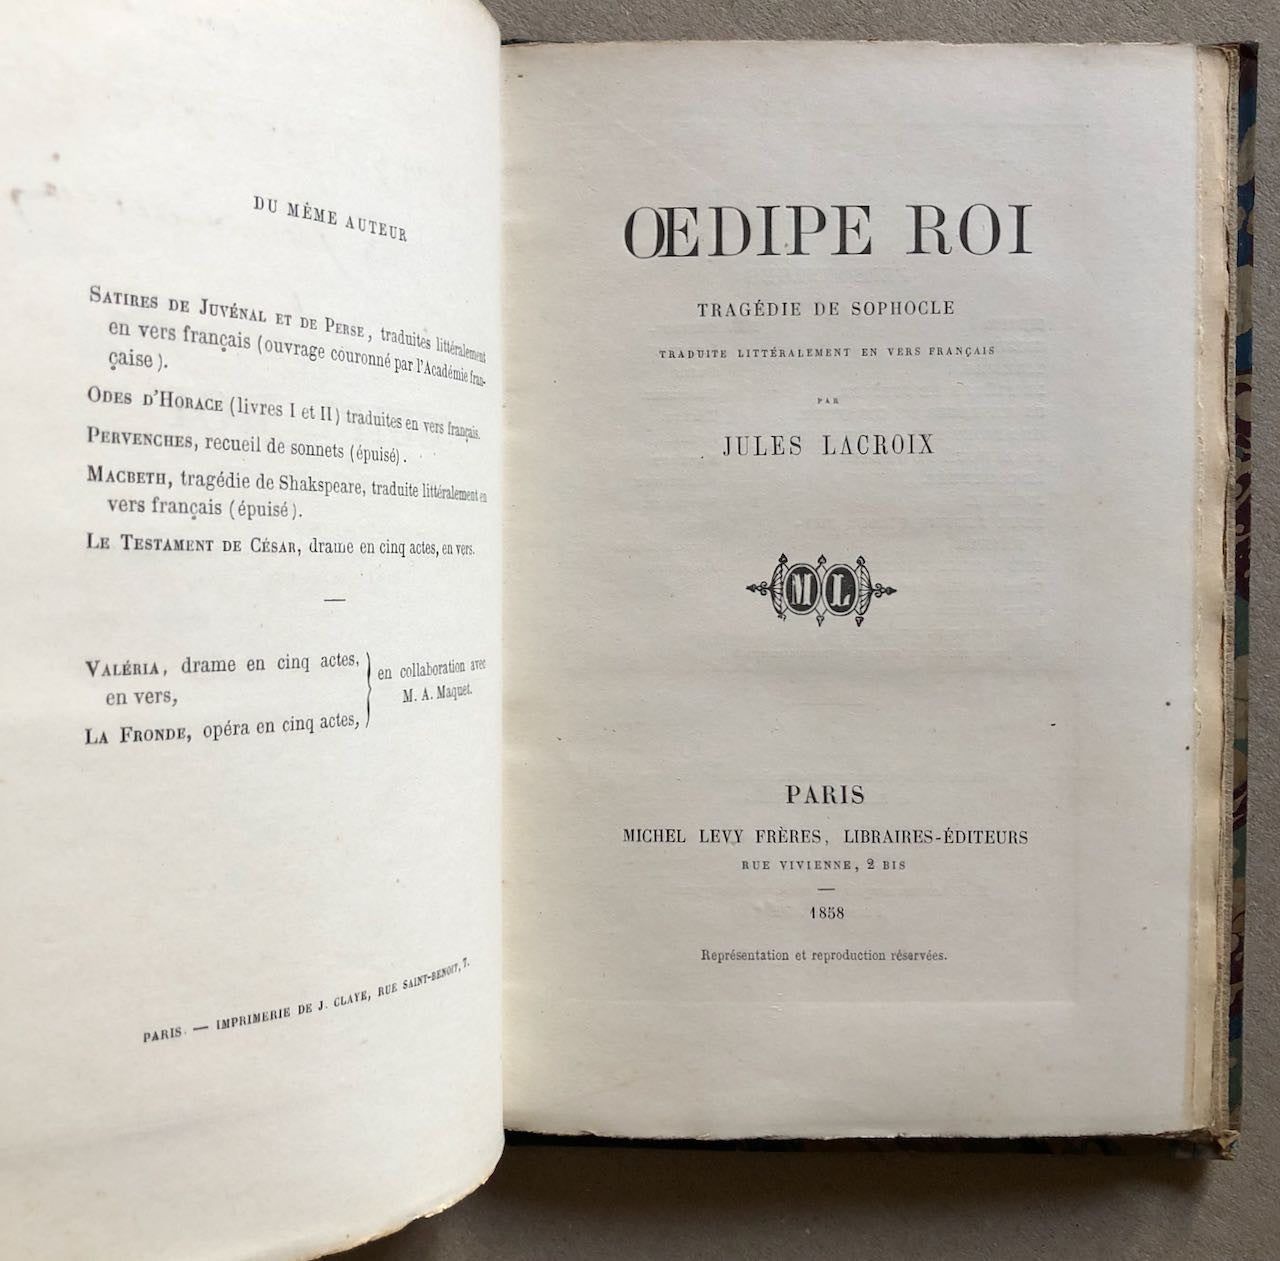 DU MÊME AUTEUR
SATIRES DE JUVÉNAL ET DE PERSE, traduites littéralement
en vers français (ouvrage couronné par l'Académie fran-
çaise).
ODES D'HORACE (livres I et II) traduites en vers français.
PERVENCHES, recueil de sonnets (épuisé).
MACBETH, tragédie de Shakspeare, traduite littéralement en
vers français (épuisé).
LE TESTAMENT DE CÉSAR, drame en cinq actes, en vers.
VALÉRIA, drame en cinq actes,
en vers,
LA FRONDE, opéra en cinq actes,
en collaboration avec
M. A. Maquet.
PARIS. — IMPRIMERIE DE J. CLAYE, RUE SAINT-BENOIT, 7.
ŒDIPE ROI
TRAGÉDIE DE SOPHOCLE
TRADUITE LITTÉRALEMENT EN VERS FRANÇAIS
PAR
JULES LACROIX
ML
PARIS
MICHEL LEVY FRÈRES, LIBRAIRES-ÉDITEURS
RUE VIVIENNE, 2 BIS
1858
Représentation et reproduction réservées.